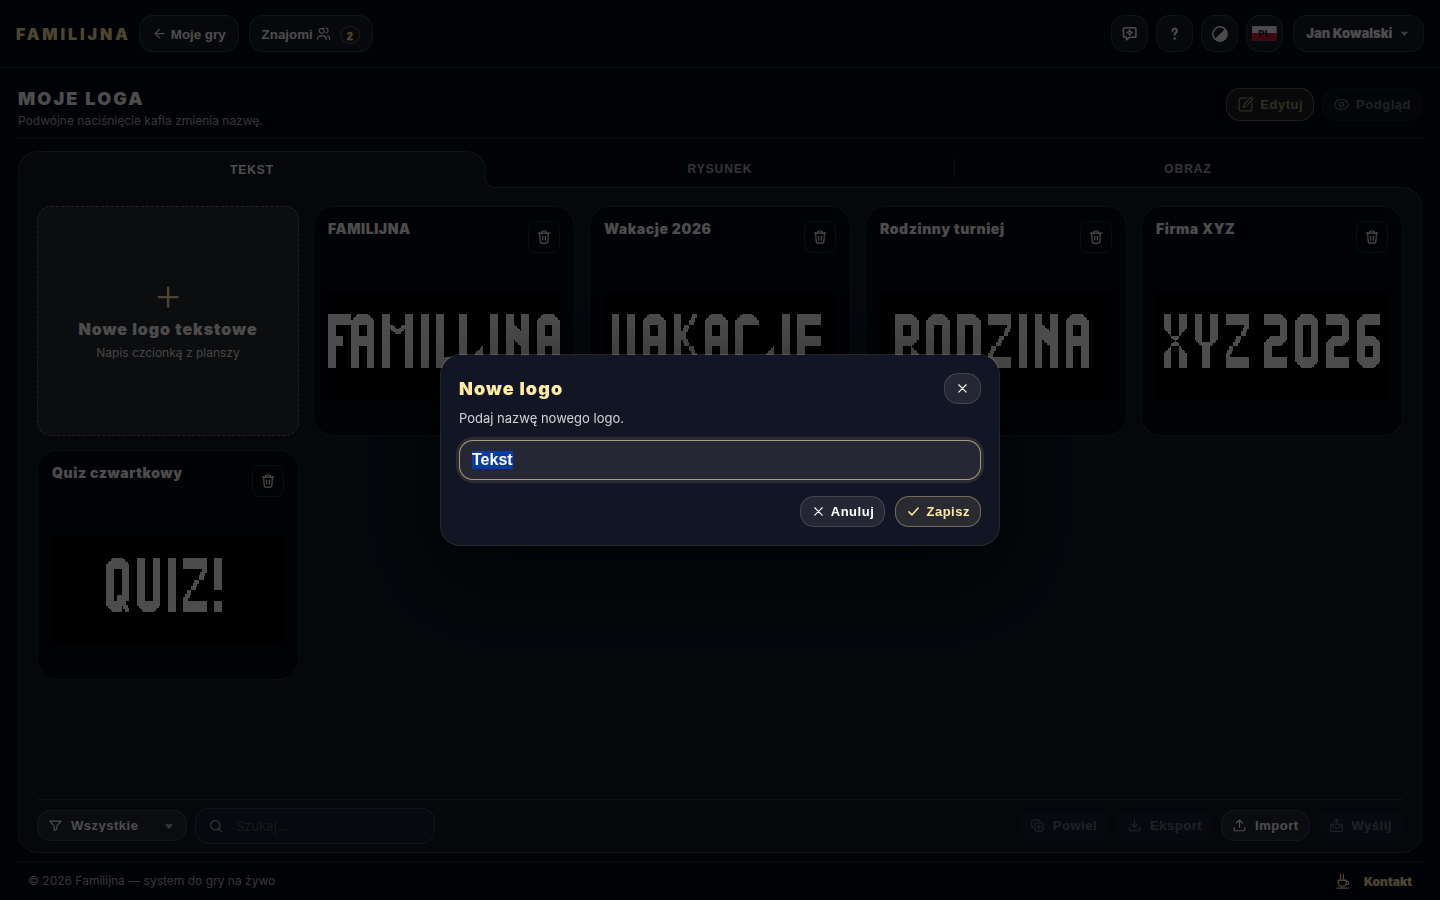 FAMILIJNA
Moje gry
Znajomi 2
?
PL
Jan Kowalski
MOJE LOGA
Podwójne naciśnięcie kafla zmienia nazwę.
Edytuj
Podgląd
TEKST
RYSUNEK
OBRAZ
Nowe logo tekstowe
Napis czcionką z planszy
FAMILIJNA
FAMILIJNA
Wakacje 2026
WAKACJE
Rodzinny turniej
RODZINA
Firma XYZ
XYZ 2026
Quiz czwartkowy
QUIZ!
Nowe logo
Podaj nazwę nowego logo.
Tekst
Anuluj
Zapisz
Wszystkie
Szukaj...
Powiel
Eksport
Import
Wyślij
© 2026 Familijna — system do gry na żywo
Kontakt